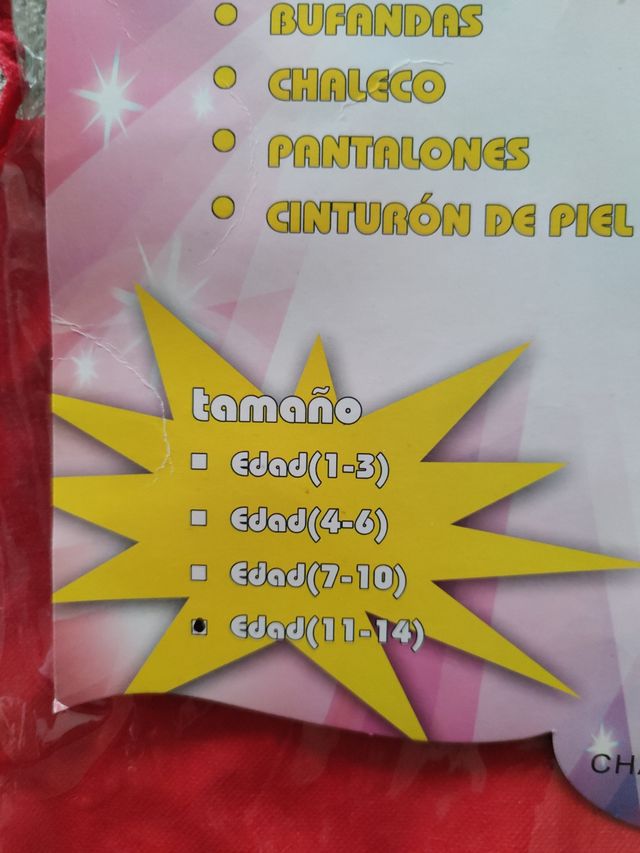 BUFANDAS
CHALECO
PANTALONES
CINTURÓN DE PIEL
tamaño
Edad(1-3)
Edad(4-6)
Edad(7-10)
Edad(11-14)